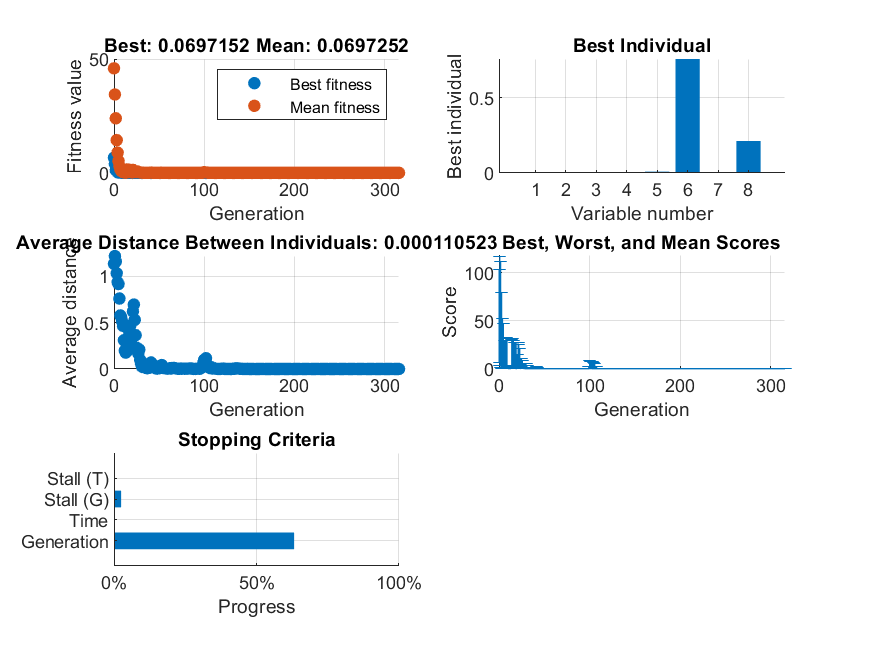 Best: 0.0697152 Mean: 0.0697252
Fitness value
50
0
Best fitness
Mean fitness
0
100
200
300
Generation
Best Individual
Best individual
0.5
0
1 2 3 4 5 6 7 8
Variable number
Average Distance Between Individuals: 0.000110523
Average distance
1
0.5
0
0
100
200
300
Generation
Best, Worst, and Mean Scores
Score
100
50
0
0
100
200
300
Generation
Stopping Criteria
Stall (T)
Stall (G)
Time
Generation
0%
50%
100%
Progress